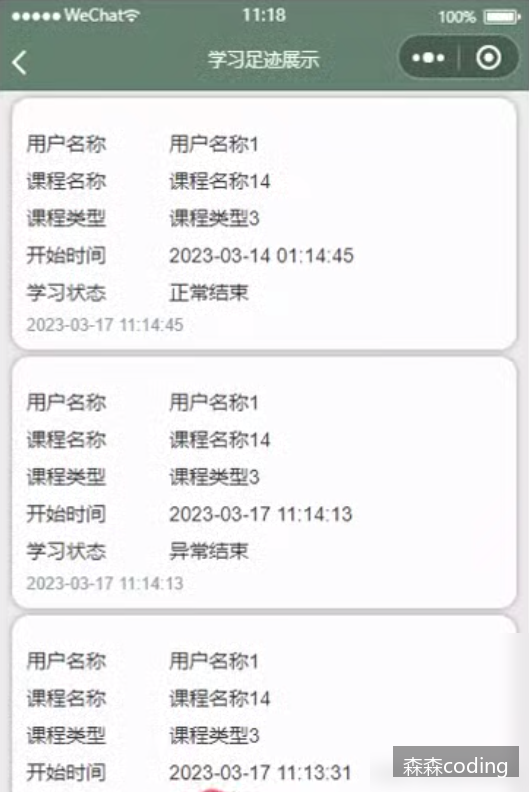 WeChat 11:18 100%
学习足迹展示
用户名称 用户名称1
课程名称 课程名称14
课程类型 课程类型3
开始时间 2023-03-14 01:14:45
学习状态 正常结束
2023-03-17 11:14:45
用户名称 用户名称1
课程名称 课程名称14
课程类型 课程类型3
开始时间 2023-03-17 11:14:13
学习状态 异常结束
2023-03-17 11:14:13
用户名称 用户名称1
课程名称 课程名称14
课程类型 课程类型3
开始时间 2023-03-17 11:13:31
森森coding